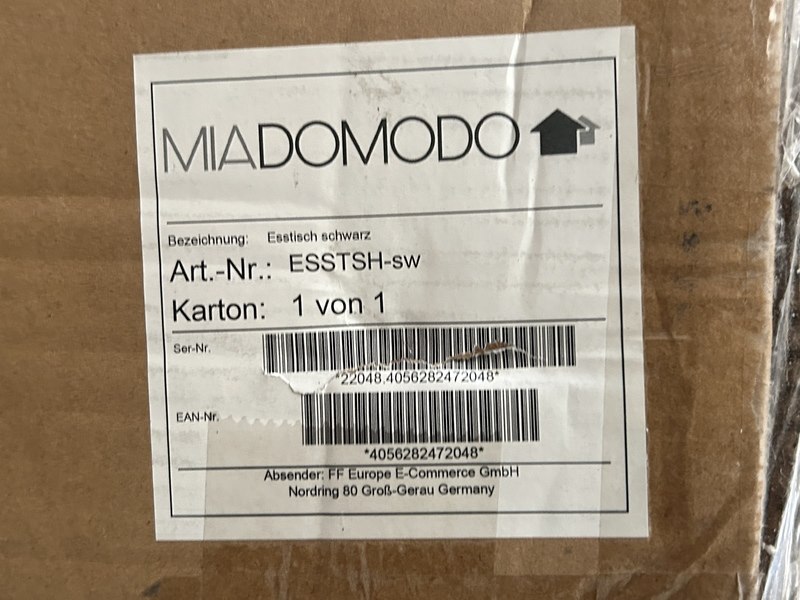 MIADOMODO
Bezeichnung: Esstisch schwarz
Art.-Nr.: ESSTSH-sw
Karton: 1 von 1
Ser-Nr.
*22048.4056282472048*
EAN-Nr.
*4056282472048*
Absender: FF Europe E-Commerce GmbH
Nordring 80 Groß-Gerau Germany